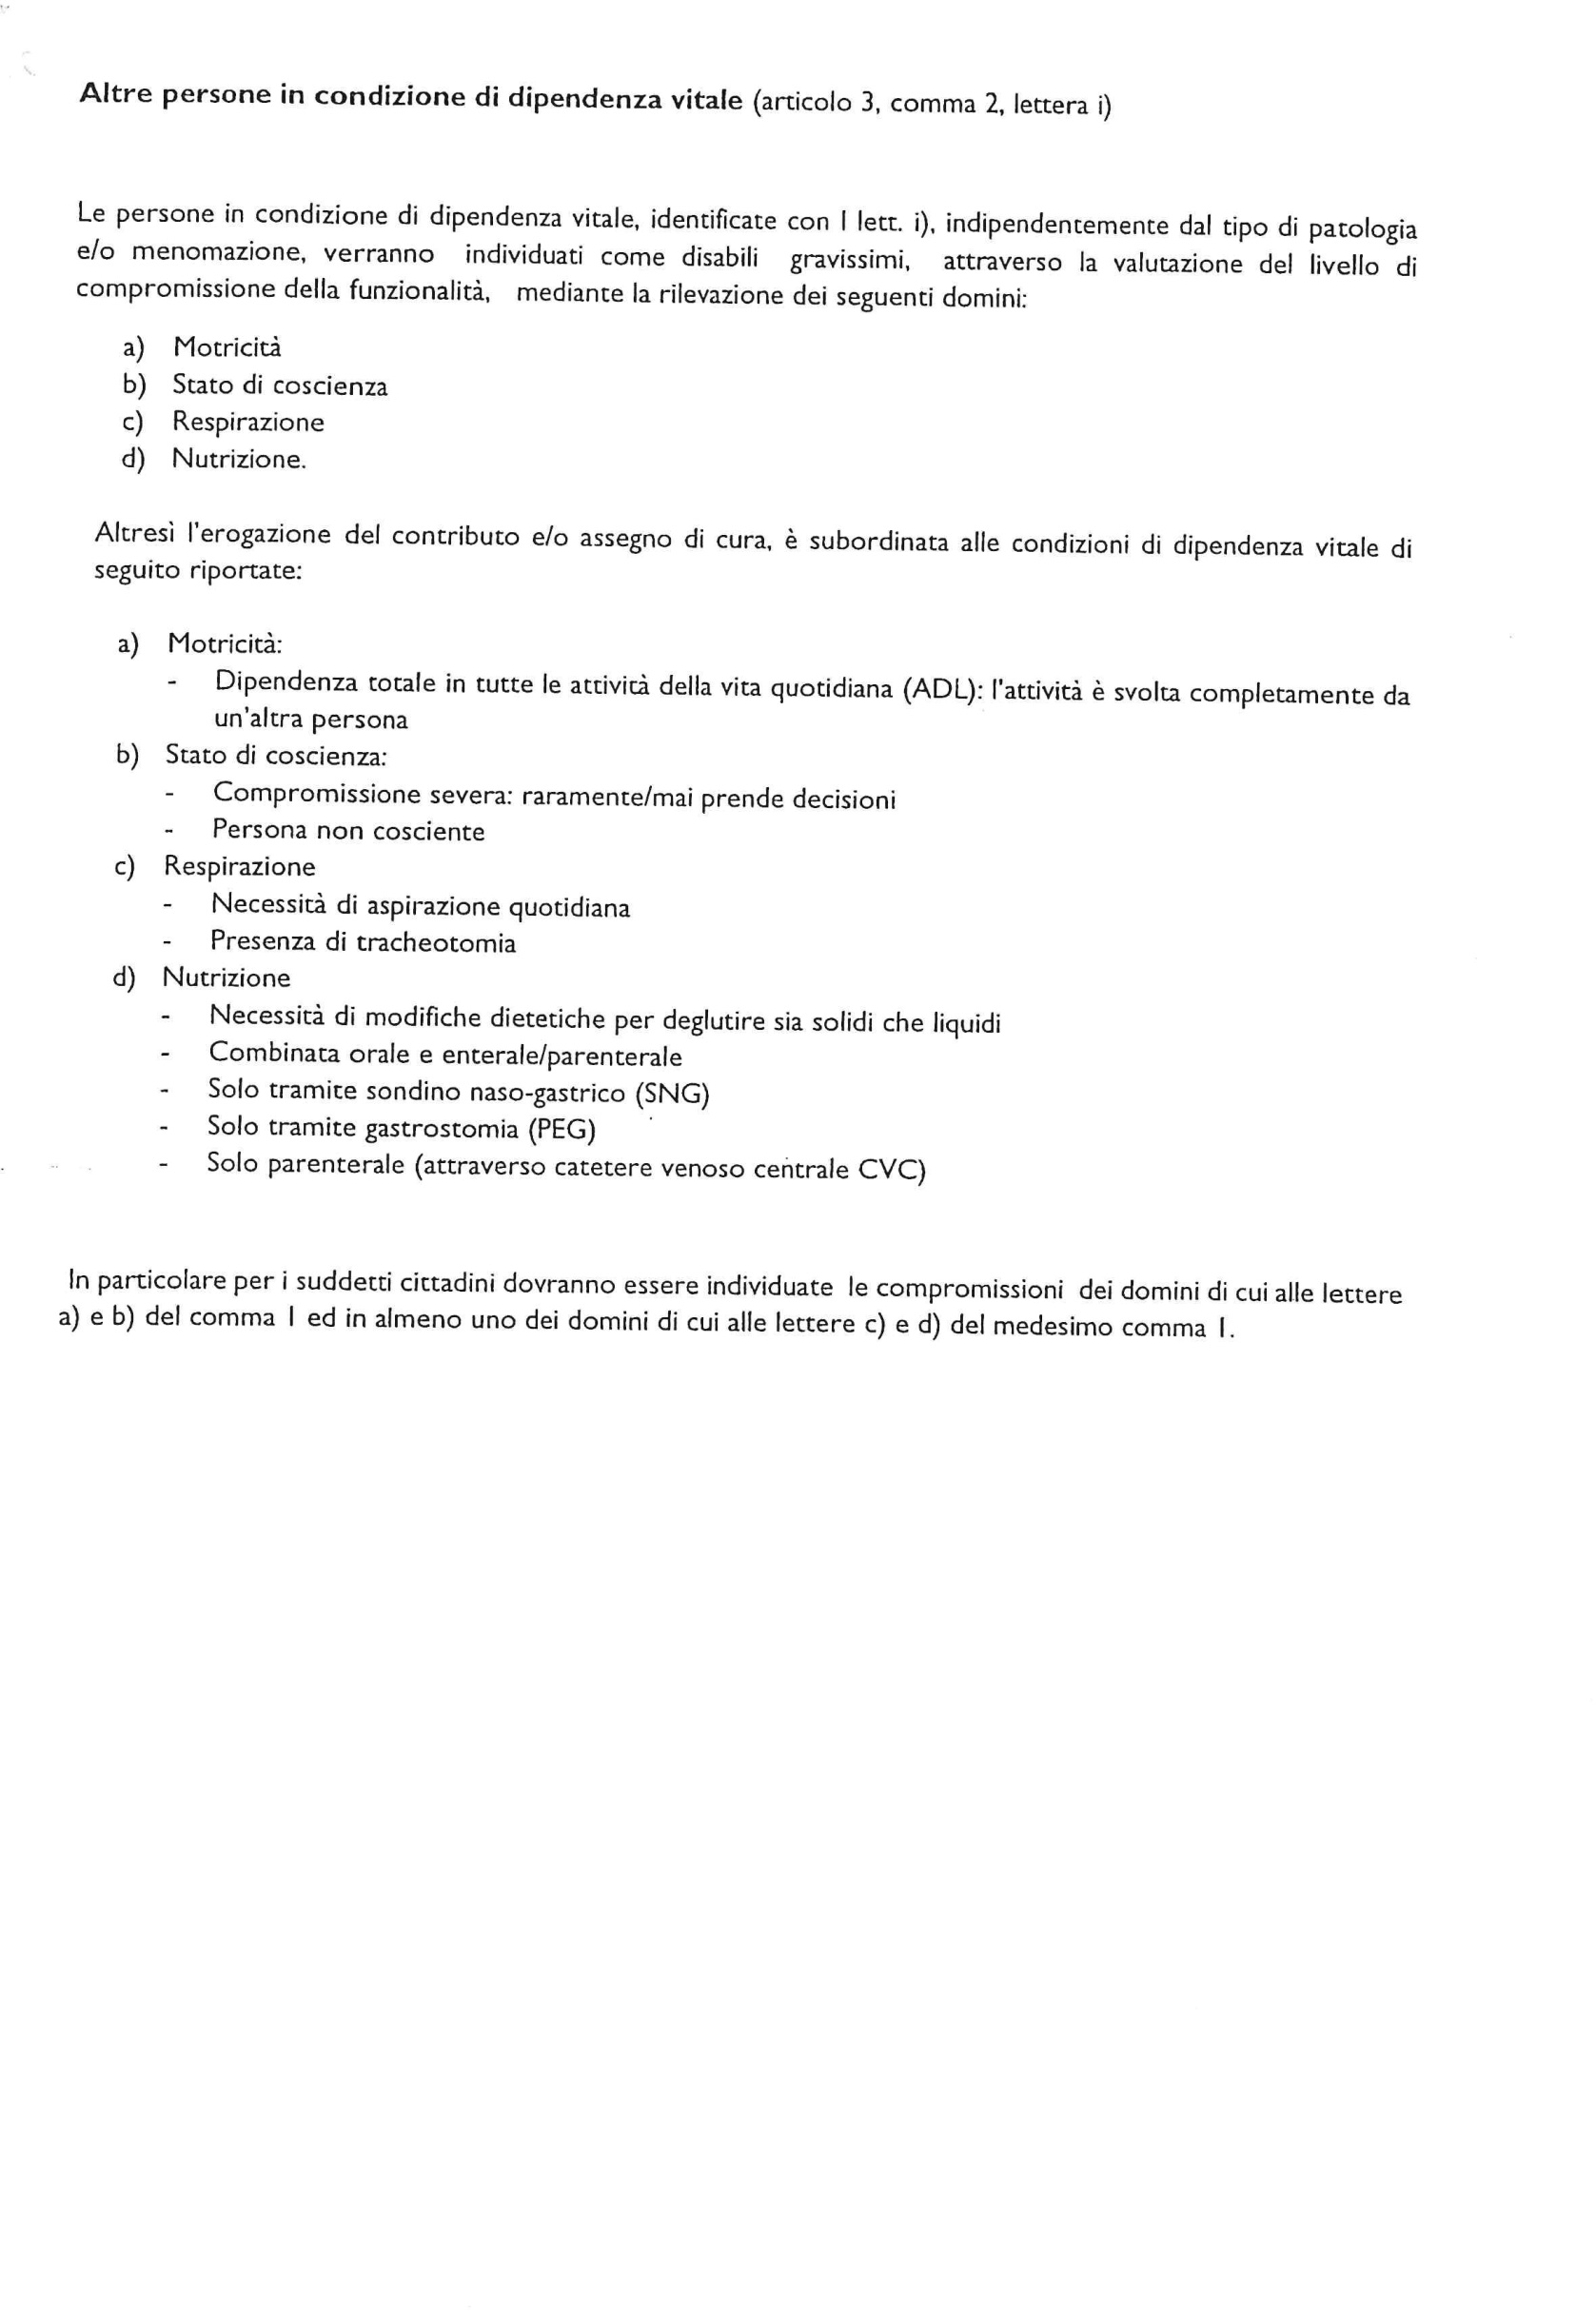 Altre persone in condizione di dipendenza vitale (articolo 3, comma 2, lettera i)
Le persone in condizione di dipendenza vitale, identificate con l lett. i), indipendentemente dal tipo di patologia
e/o menomazione, verranno individuati come disabili gravissimi, attraverso la valutazione del livello di
compromissione della funzionalità, mediante la rilevazione dei seguenti domini:
a) Motricità
b) Stato di coscienza
c) Respirazione
d) Nutrizione.
Altresì l'erogazione del contributo e/o assegno di cura, è subordinata alle condizioni di dipendenza vitale di
seguito riportate:
a) Motricità:
- Dipendenza totale in tutte le attività della vita quotidiana (ADL): l'attività è svolta completamente da
un'altra persona
b) Stato di coscienza:
- Compromissione severa: raramente/mai prende decisioni
- Persona non cosciente
c) Respirazione
- Necessità di aspirazione quotidiana
- Presenza di tracheotomia
d) Nutrizione
- Necessità di modifiche dietetiche per deglutire sia solidi che liquidi
- Combinata orale e enterale/parenterale
- Solo tramite sondino naso-gastrico (SNG)
- Solo tramite gastrostomia (PEG)
- Solo parenterale (attraverso catetere venoso centrale CVC)
In particolare per i suddetti cittadini dovranno essere individuate le compromissioni dei domini di cui alle lettere
a) e b) del comma 1 ed in almeno uno dei domini di cui alle lettere c) e d) del medesimo comma 1.